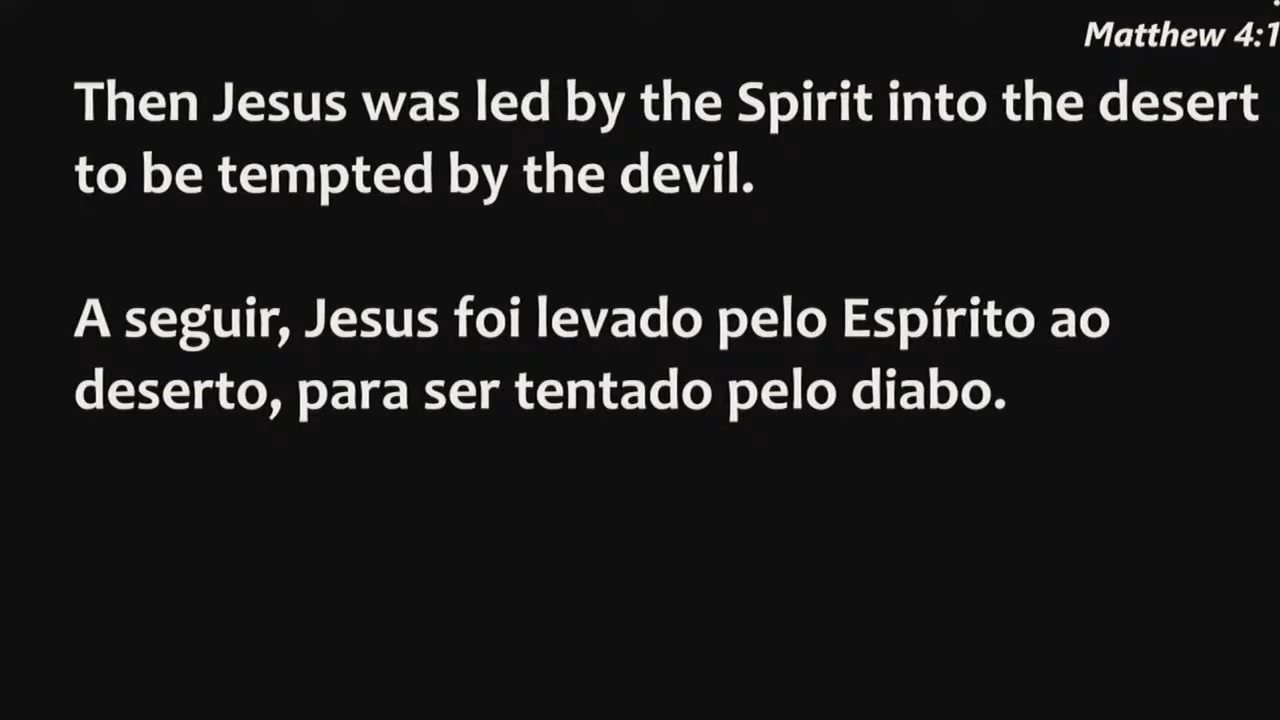 Matthew 4:1
Then Jesus was led by the Spirit into the desert
to be tempted by the devil.
A seguir, Jesus foi levado pelo Espírito ao
deserto, para ser tentado pelo diabo.